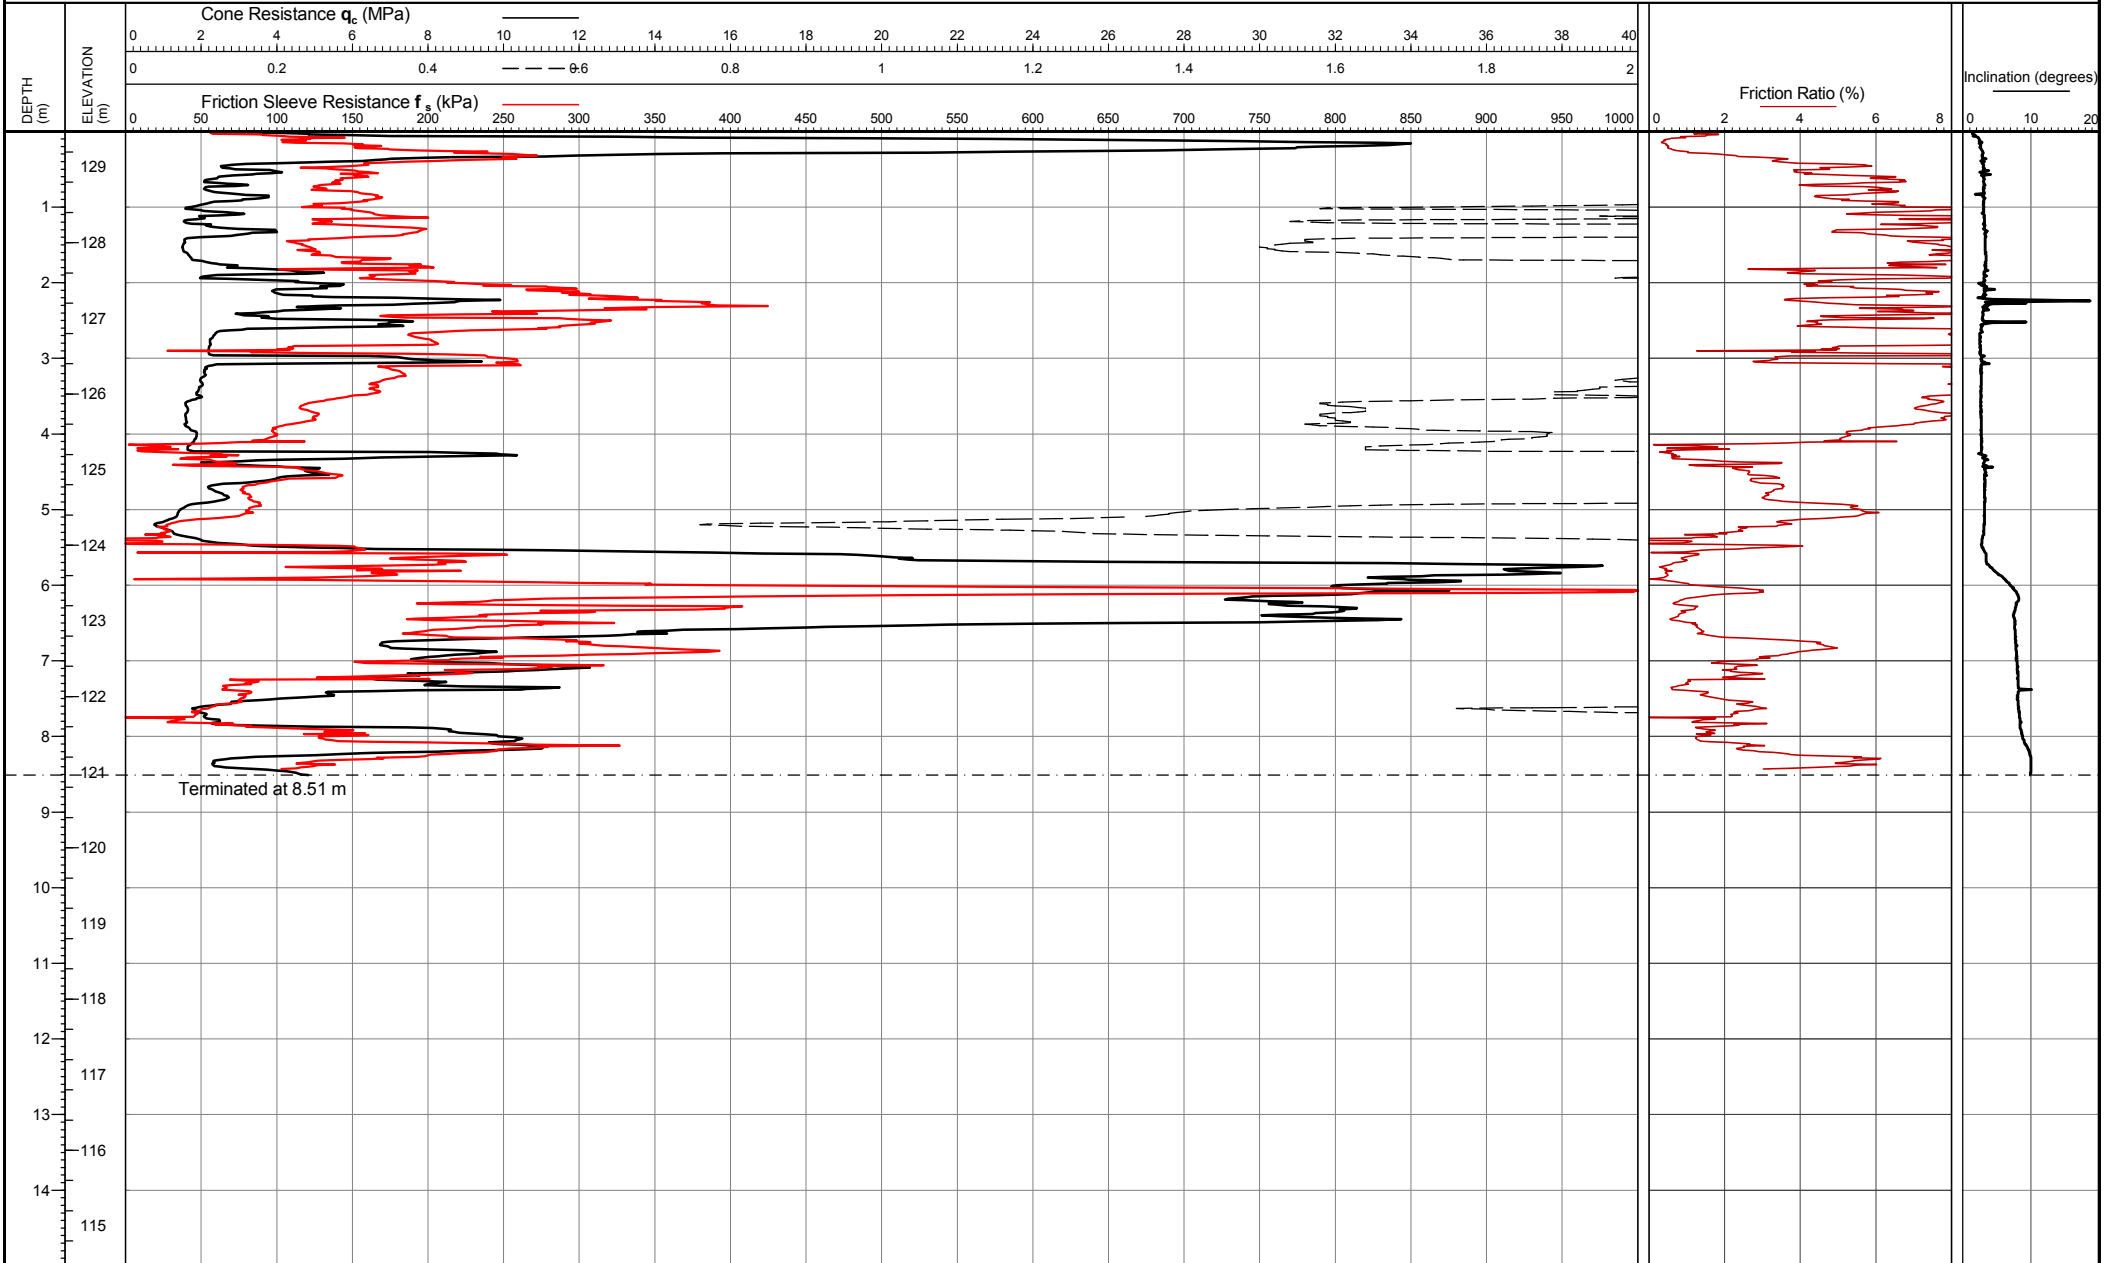 Cone Resistance qc (MPa)
0 2 4 6 8 10 12 14 16 18 20 22 24 26 28 30 32 34 36 38 40
0 0.2 0.4 0.6 0.8 1 1.2 1.4 1.6 1.8 2
Friction Sleeve Resistance fs (kPa)
0 50 100 150 200 250 300 350 400 450 500 550 600 650 700 750 800 850 900 950 1000
DEPTH
(m)
ELEVATION
(m)
Friction Ratio (%)
0 2 4 6 8
Inclination (degrees)
0 10 20
129
1
128
2
127
3
126
4
125
5
124
6
123
7
122
8
121
Terminated at 8.51 m
9
120
10
119
11
118
12
117
13
116
14
115